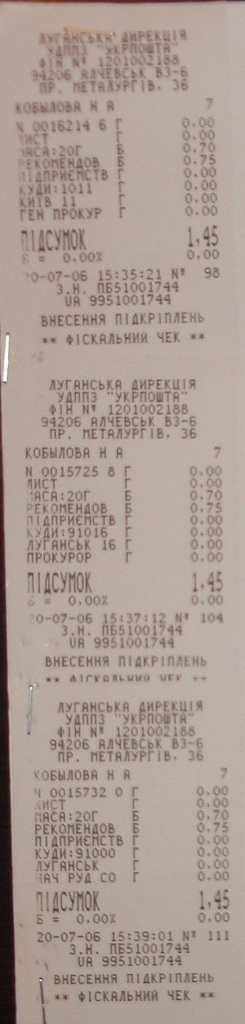 ЛУГАНСЬКА ДИРЕКЦІЯ
УДППЗ "УКРПОШТА"
ФІН № 1201002188
94206 АЛЧЕВСЬК ВЗ-6
ПР. МЕТАЛУРГІВ. 36
КОБЫЛОВА Н А 7
N 0016214 6 Г 0.00
ЛИСТ Г 0.00
МАСА:20Г Б 0.70
РЕКОМЕНДОВ Б 0.75
ПІДПРИЄМСТВ Г 0.00
КУДИ:1011 Г 0.00
КИЇВ 11 Г 0.00
ГЕН ПРОКУР Г 0.00
ПІДСУМОК 1,45
Б = 0.00% 0.00
20-07-06 15:35:21 № 98
З.Н. ПБ51001744
UA 9951001744
ВНЕСЕННЯ ПІДКРІПЛЕНЬ
** ФІСКАЛЬНИЙ ЧЕК **
ЛУГАНСЬКА ДИРЕКЦІЯ
УДППЗ "УКРПОШТА"
ФІН № 1201002188
94206 АЛЧЕВСЬК ВЗ-6
ПР. МЕТАЛУРГІВ. 36
КОБЫЛОВА Н А 7
N 0015725 8 Г 0.00
ЛИСТ Г 0.00
МАСА:20Г Б 0.70
РЕКОМЕНДОВ Б 0.75
ПІДПРИЄМСТВ Г 0.00
КУДИ:91016 Г 0.00
ЛУГАНСЬК 16 Г 0.00
ПРОКУРОР Г 0.00
ПІДСУМОК 1,45
Б = 0.00% 0.00
20-07-06 15:37:12 № 104
З.Н. ПБ51001744
UA 9951001744
ВНЕСЕННЯ ПІДКРІПЛЕНЬ
** ФІСКАЛЬНИЙ ЧЕК **
ЛУГАНСЬКА ДИРЕКЦІЯ
УДППЗ "УКРПОШТА"
ФІН № 1201002188
94206 АЛЧЕВСЬК ВЗ-6
ПР. МЕТАЛУРГІВ. 36
КОБЫЛОВА Н А 7
N 0015732 0 Г 0.00
ЛИСТ Г 0.00
МАСА:20Г Б 0.70
РЕКОМЕНДОВ Б 0.75
ПІДПРИЄМСТВ Г 0.00
КУДИ:91000 Г 0.00
ЛУГАНСЬК Г 0.00
НАЧ РУД СО Г 0.00
ПІДСУМОК 1,45
Б = 0.00% 0.00
20-07-06 15:39:01 № 111
З.Н. ПБ51001744
UA 9951001744
ВНЕСЕННЯ ПІДКРІПЛЕНЬ
** ФІСКАЛЬНИЙ ЧЕК **